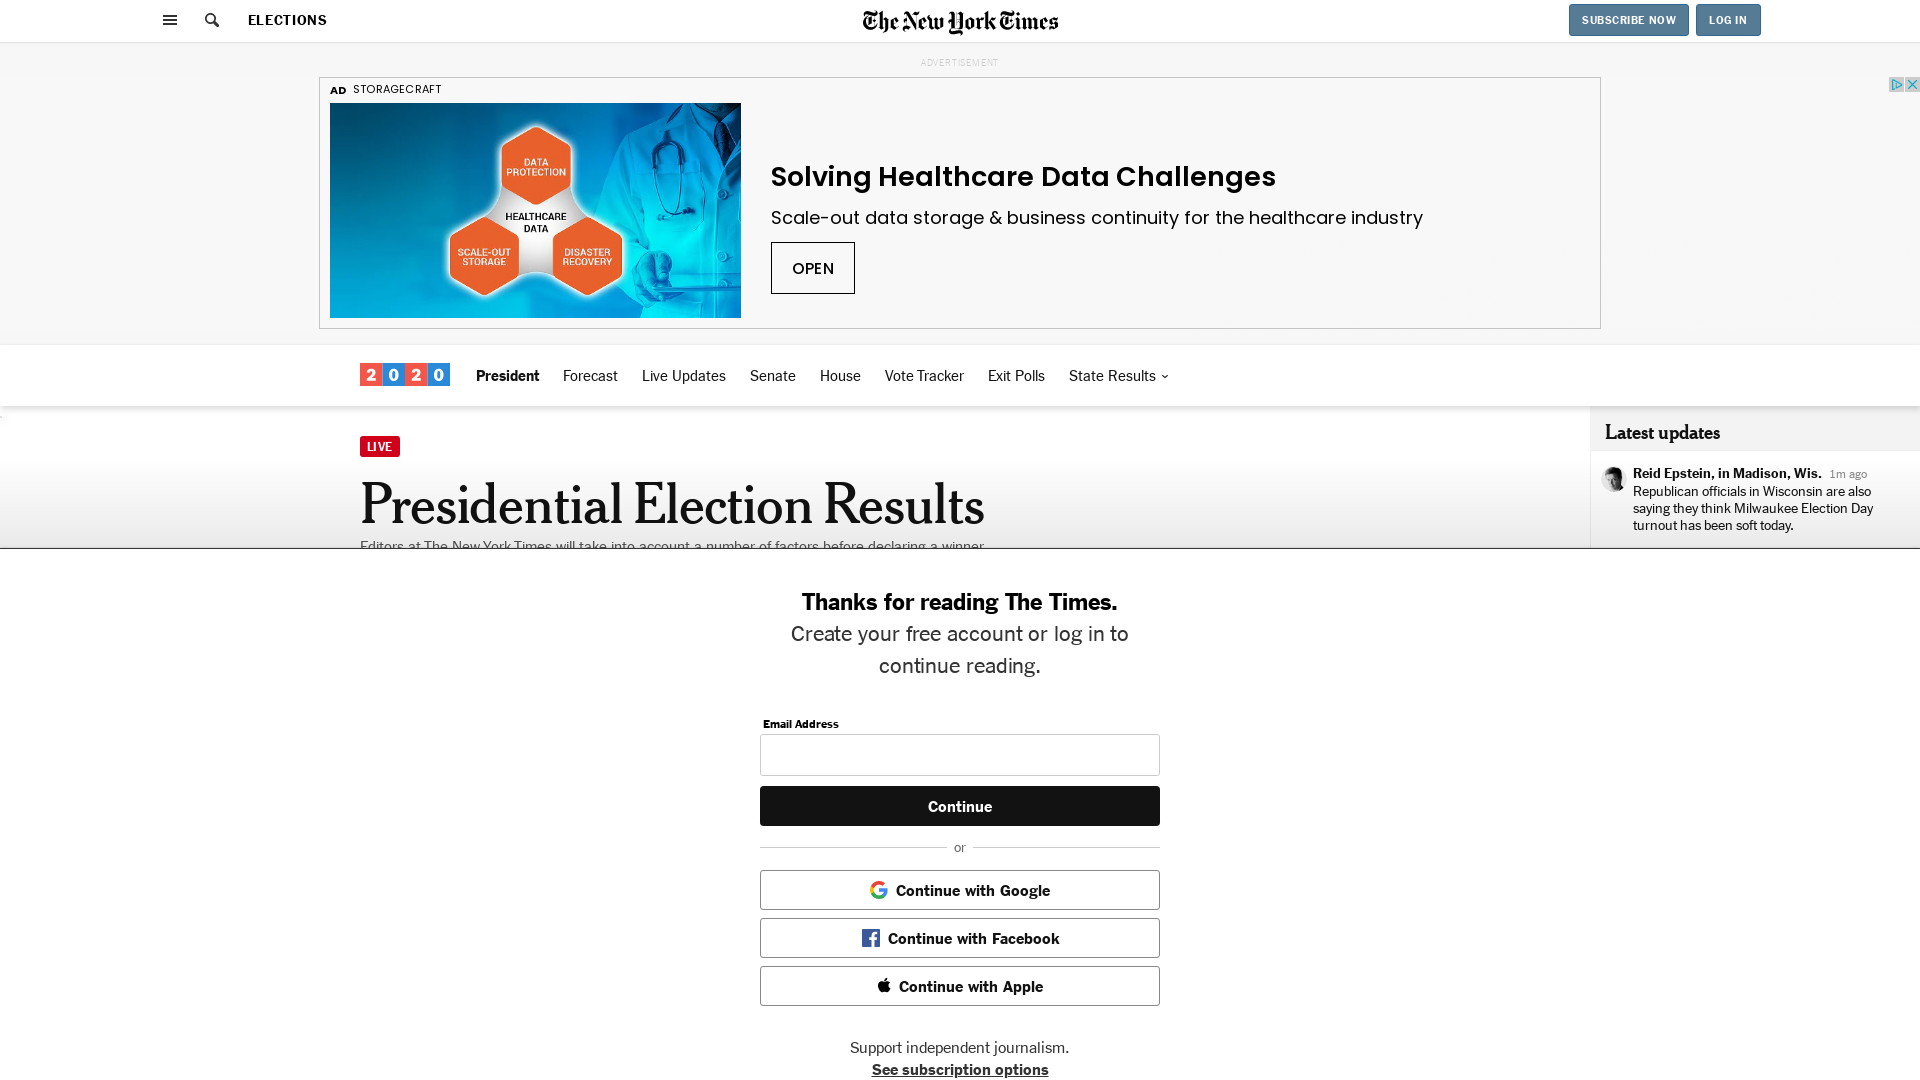 ELECTIONS
The New York Times
SUBSCRIBE NOW
LOG IN
ADVERTISEMENT
AD STORAGECRAFT
DATA
PROTECTION
HEALTHCARE
DATA
SCALE-OUT
STORAGE
DISASTER
RECOVERY
Solving Healthcare Data Challenges
Scale-out data storage & business continuity for the healthcare industry
OPEN
2020 President Forecast Live Updates Senate House Vote Tracker Exit Polls State Results
LIVE
Presidential Election Results
Editors at The New York Times will take into account a number of factors before declaring a winner
Latest updates
Reid Epstein, in Madison, Wis. 1m ago
Republican officials in Wisconsin are also
saying they think Milwaukee Election Day
turnout has been soft today.
Thanks for reading The Times.
Create your free account or log in to
continue reading.
Email Address
Continue
or
Continue with Google
Continue with Facebook
Continue with Apple
Support independent journalism.
See subscription options